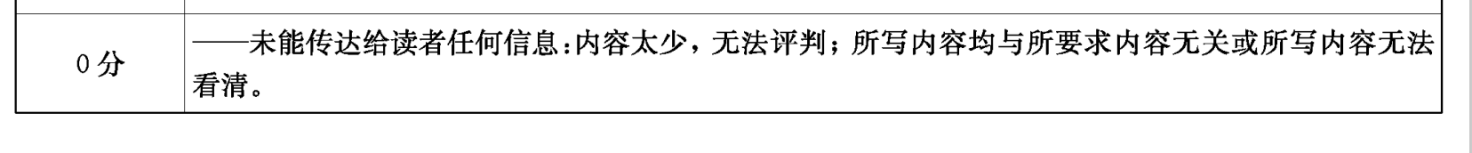 0分
——未能传达给读者任何信息:内容太少，无法评判；所写内容均与所要求内容无关或所写内容无法
看清。